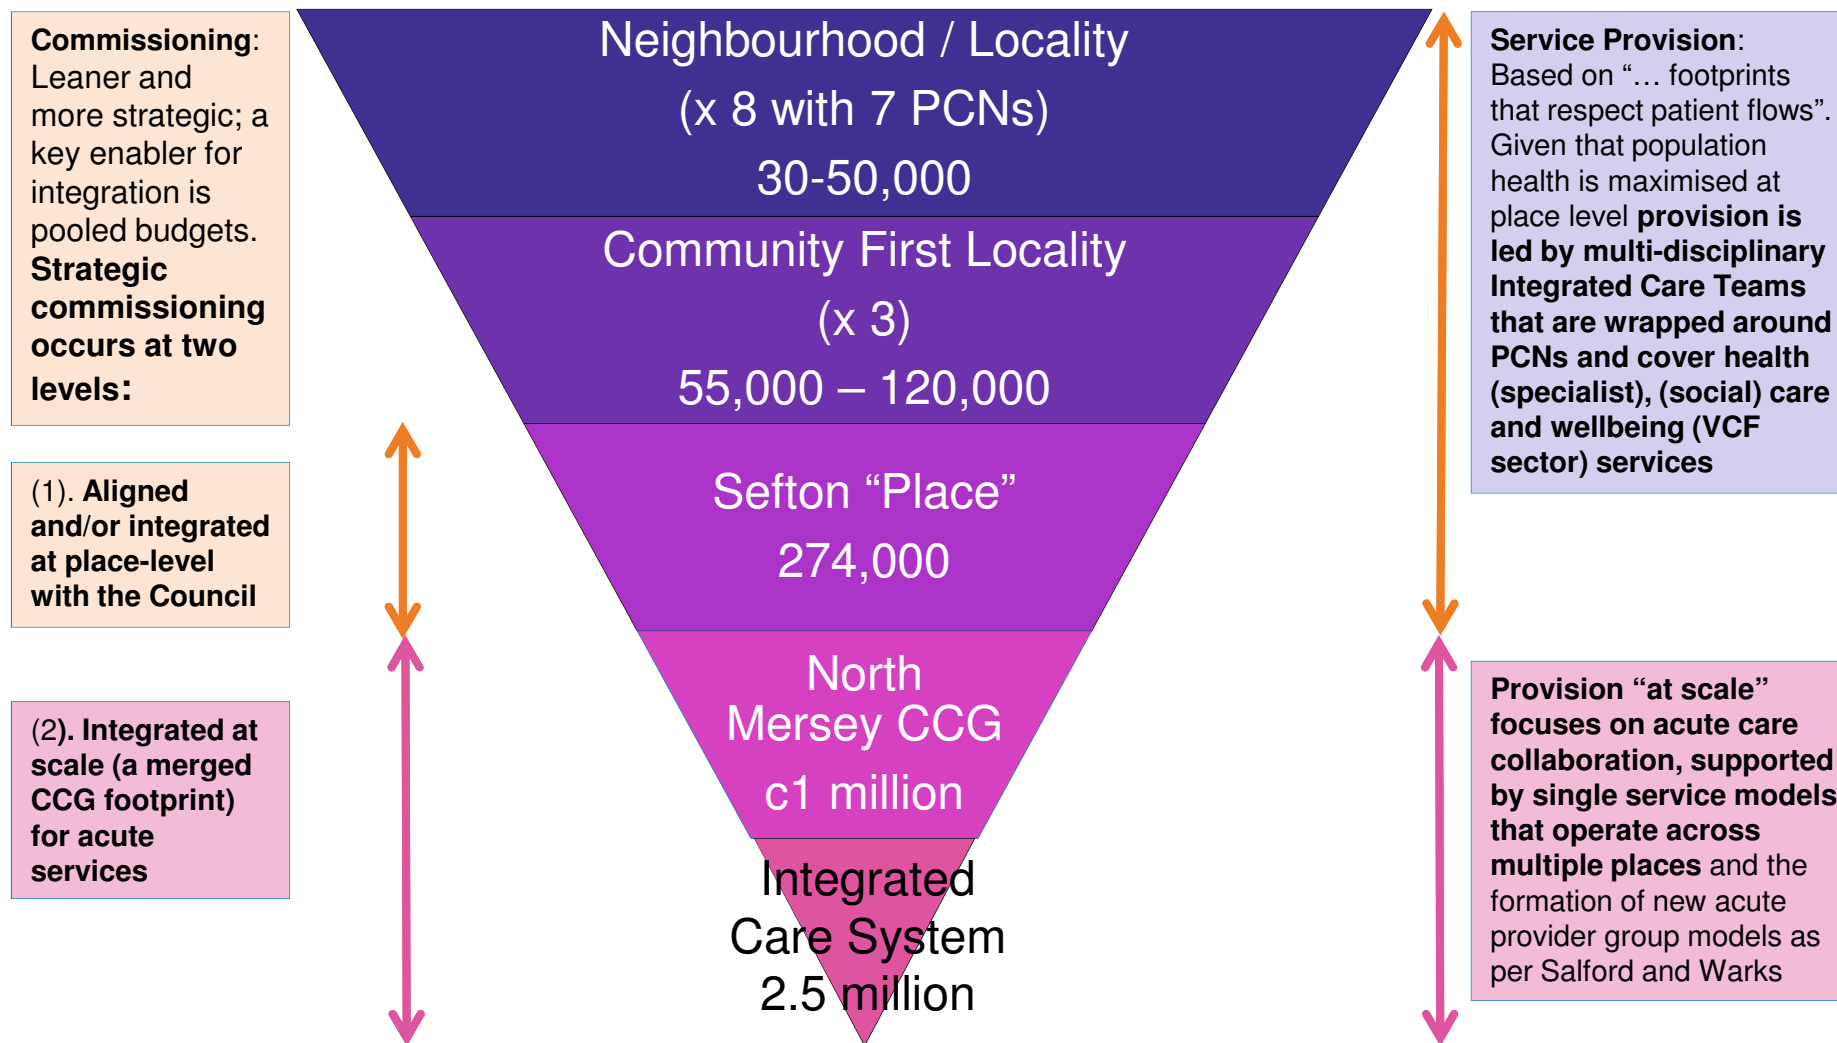 Commissioning:
Leaner and
more strategic; a
key enabler for
integration is
pooled budgets.
Strategic
commissioning
occurs at two
levels:
(1). Aligned
and/or integrated
at place-level
with the Council
(2). Integrated at
scale (a merged
CCG footprint)
for acute
services
Neighbourhood / Locality
(x 8 with 7 PCNs)
30-50,000
Community First Locality
(x 3)
55,000 – 120,000
Sefton “Place”
274,000
North
Mersey CCG
c1 million
Integrated
Care System
2.5 million
Service Provision:
Based on “… footprints
that respect patient flows”.
Given that population
health is maximised at
place level provision is
led by multi-disciplinary
Integrated Care Teams
that are wrapped around
PCNs and cover health
(specialist), (social) care
and wellbeing (VCF
sector) services
Provision “at scale”
focuses on acute care
collaboration, supported
by single service models
that operate across
multiple places and the
formation of new acute
provider group models as
per Salford and Warks